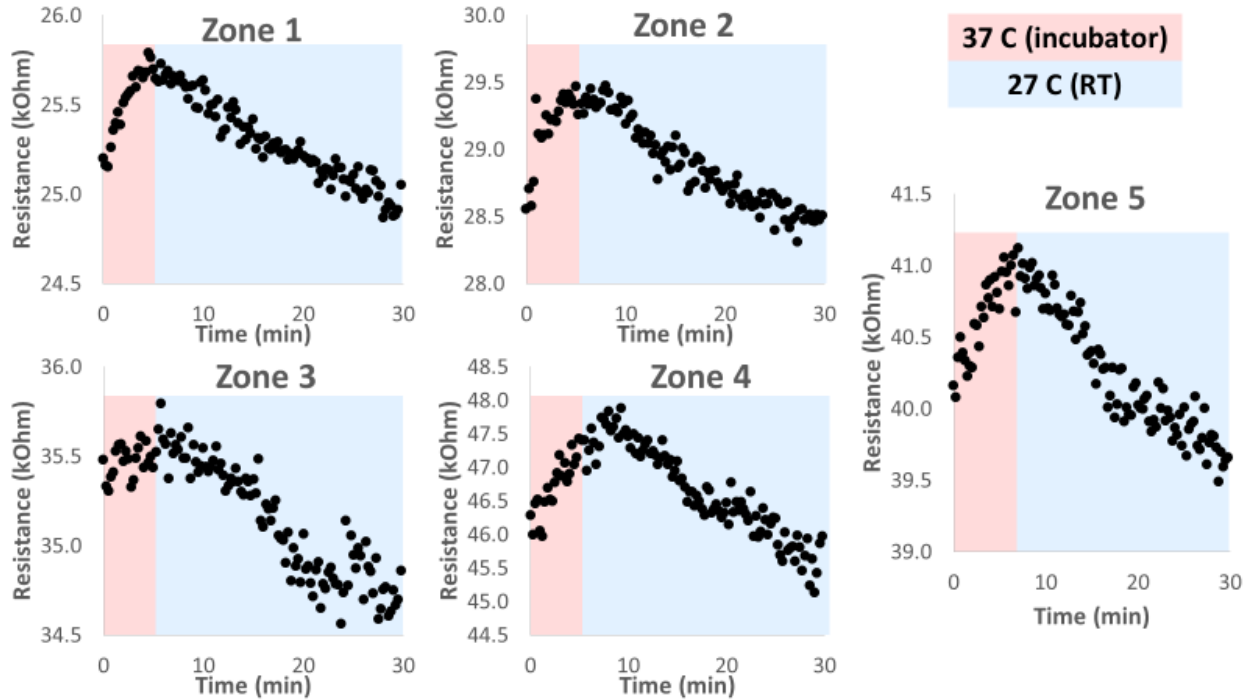 Zone 1
Resistance (kOhm)
26.0
25.5
25.0
24.5
0
10
20
30
Time (min)
Zone 2
Resistance (kOhm)
30.0
29.5
29.0
28.5
28.0
0
10
20
30
Time (min)
37 C (incubator)
27 C (RT)
Zone 3
Resistance (kOhm)
36.0
35.5
35.0
34.5
0
10
20
30
Time (min)
Zone 4
Resistance (kOhm)
48.5
48.0
47.5
47.0
46.5
46.0
45.5
45.0
44.5
0
10
20
30
Time (min)
Zone 5
Resistance (kOhm)
41.5
41.0
40.5
40.0
39.5
39.0
0
10
20
30
Time (min)